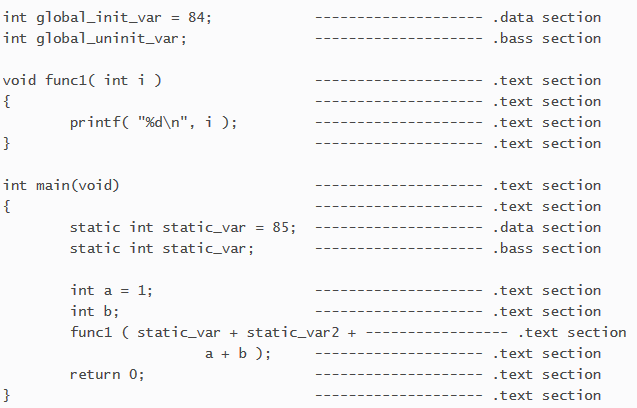 int global_init_var = 84; ------------------- .data section
int global_uninit_var; ------------------- .bass section
void func1( int i ) ------------------- .text section
{ ------------------- .text section
printf( "%d\n", i ); ------------------- .text section
} ------------------- .text section
int main(void) ------------------- .text section
{ ------------------- .text section
static int static_var = 85; ------------------- .data section
static int static_var; ------------------- .bass section
int a = 1; ------------------- .text section
int b; ------------------- .text section
func1 ( static_var + static_var2 + ---------------- .text section
a + b ); ------------------- .text section
return 0; ------------------- .text section
} ------------------- .text section